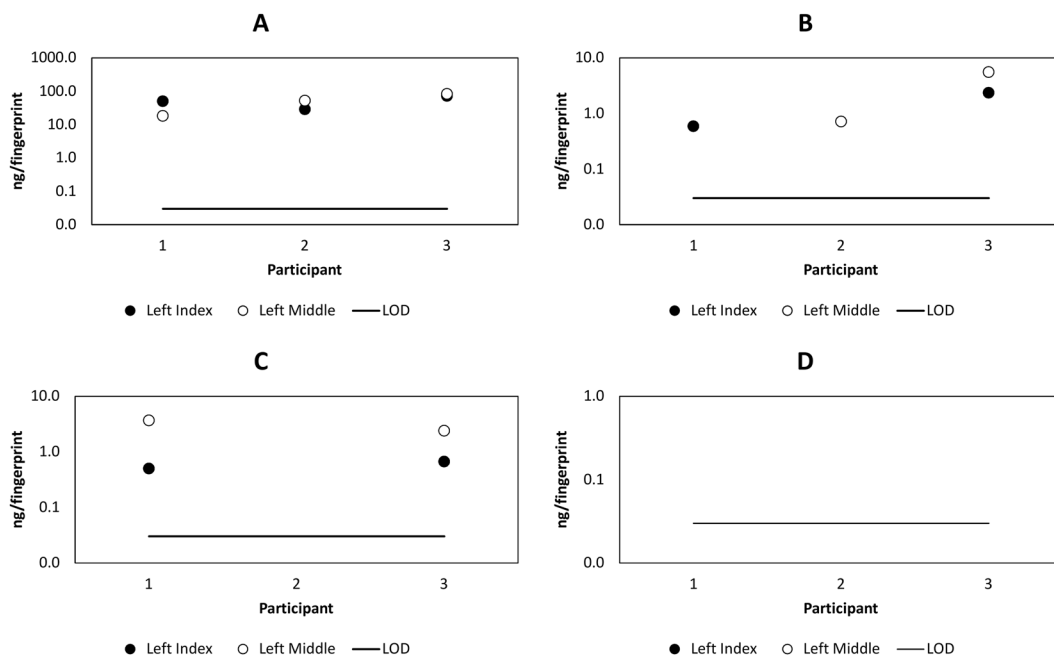 A
1000.0
100.0
10.0
1.0
0.1
0.0
ng/fingerprint
1 2 3
Participant
Left Index Left Middle LOD
B
10.0
1.0
0.1
0.0
ng/fingerprint
1 2 3
Participant
Left Index Left Middle LOD
C
10.0
1.0
0.1
0.0
ng/fingerprint
1 2 3
Participant
Left Index Left Middle LOD
D
1.0
0.1
0.0
ng/fingerprint
1 2 3
Participant
Left Index Left Middle LOD